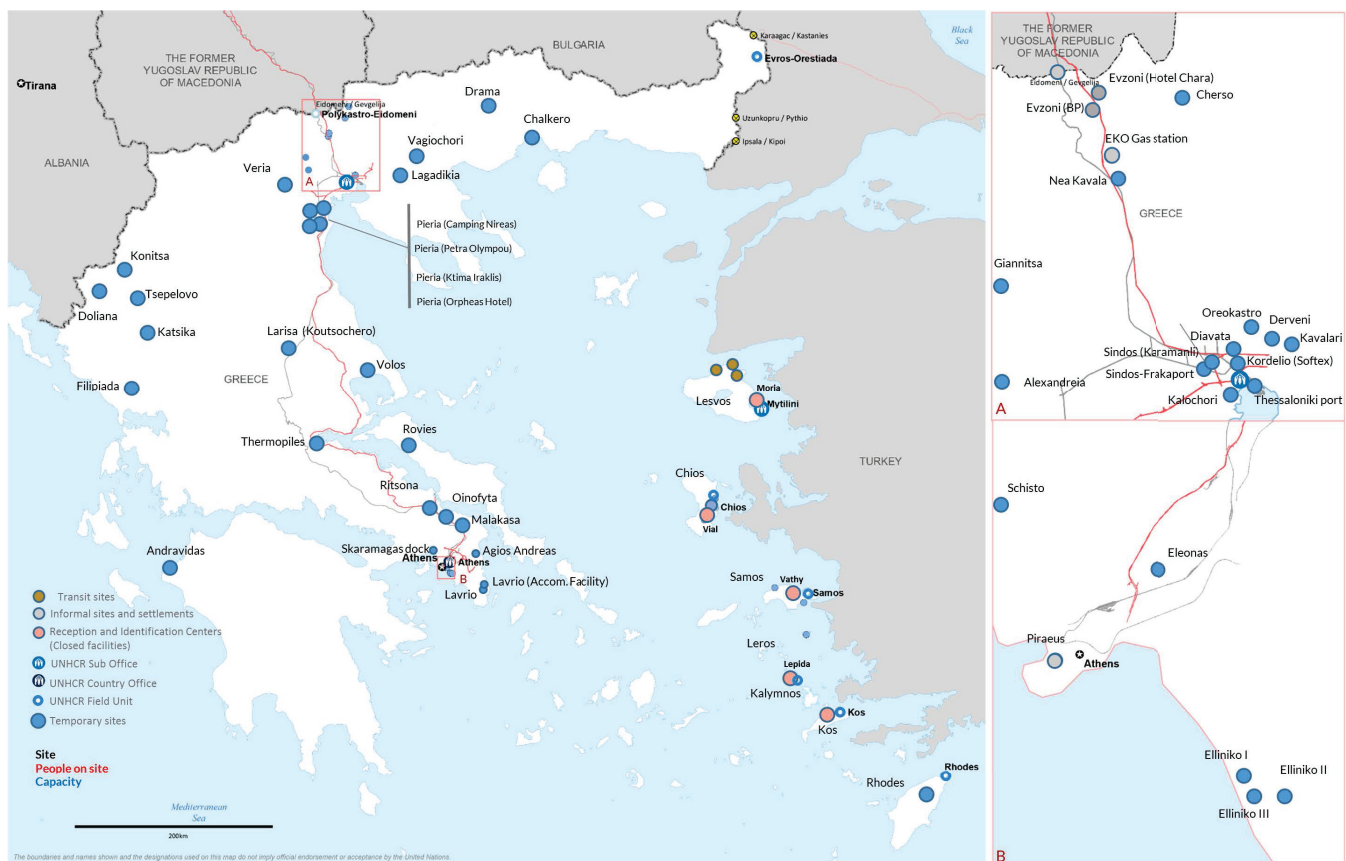 Black
Sea
BULGARIA
Karaagac / Kastanies
THE FORMER
YUGOSLAV REPUBLIC
OF MACEDONIA
Evros-Orestiada
Tirana
Drama
Eidomeni / Gevgelija
Polykastro-Eidomeni
Uzunkopru / Pythio
Chalkero
Vagiochori
Ipsala / Kipoi
ALBANIA
Veria
A
Lagadikia
T
Pieria (Camping Nireas)
Pieria (Petra Olympou)
Pieria (Ktima Iraklis)
Pieria (Orpheas Hotel)
Konitsa
Tsepelovo
Doliana
Katsika
Larisa (Koutsochero)
Volos
GREECE
Filipiada
Moria
Lesvos
Mytilini
Thermopiles
Rovies
TURKEY
Chios
Chios
Vial
Ritsona
Oinofyta
Malakasa
Skaramagas dock
Agios Andreas
Athens
Athens
B
Andravidas
Lavrio (Accom. Facility)
Lavrio
Samos
Vathy
Samos
Leros
Lepida
Kalymnos
Kos
Kos
Rhodes
Rhodes
Transit sites
Informal sites and settlements
Reception and Identification Centers
(Closed facilities)
UNHCR Sub Office
UNHCR Country Office
UNHCR Field Unit
Temporary sites
Site
People on site
Capacity
Mediterranean
Sea
200km
The boundaries and names shown and the designations used on this map do not imply official endorsement or acceptance by the United Nations.
THE FORMER
YUGOSLAV REPUBLIC
OF MACEDONIA
Eidomeni / Gevgelija
Evzoni (Hotel Chara)
Cherso
Evzoni (BP)
EKO Gas station
Nea Kavala
GREECE
Giannitsa
Oreokastro
Derveni
Diavata
Kavalari
Sindos (Karamanli)
Kordelio (Softex)
Sindos-Frakaport
Alexandreia
Kalochori
Thessaloniki port
A
Schisto
Eleonas
Piraeus
Athens
Elliniko I
Elliniko II
Elliniko III
B